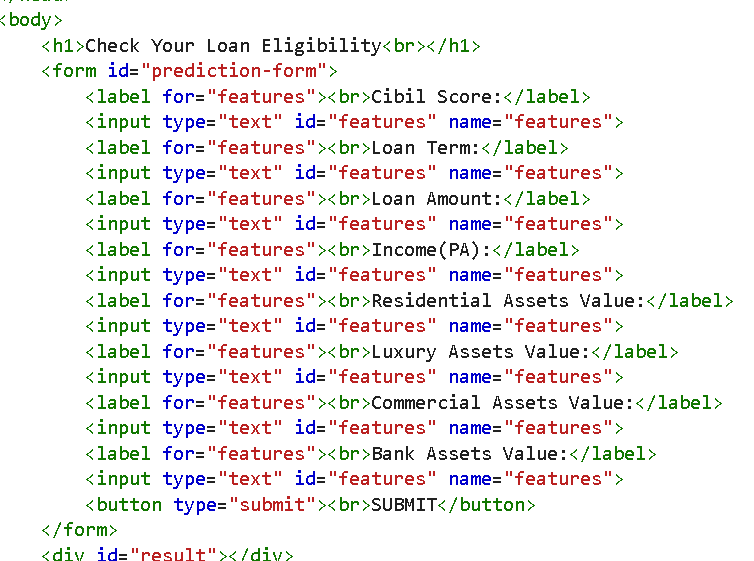 <body>
<h1>Check Your Loan Eligibility<br></h1>
<form id="prediction-form">
<label for="features"><br>Cibil Score:</label>
<input type="text" id="features" name="features">
<label for="features"><br>Loan Term:</label>
<input type="text" id="features" name="features">
<label for="features"><br>Loan Amount:</label>
<input type="text" id="features" name="features">
<label for="features"><br>Income(PA):</label>
<input type="text" id="features" name="features">
<label for="features"><br>Residential Assets Value:</label>
<input type="text" id="features" name="features">
<label for="features"><br>Luxury Assets Value:</label>
<input type="text" id="features" name="features">
<label for="features"><br>Commercial Assets Value:</label>
<input type="text" id="features" name="features">
<label for="features"><br>Bank Assets Value:</label>
<input type="text" id="features" name="features">
<button type="submit"><br>SUBMIT</button>
</form>
<div id="result"></div>